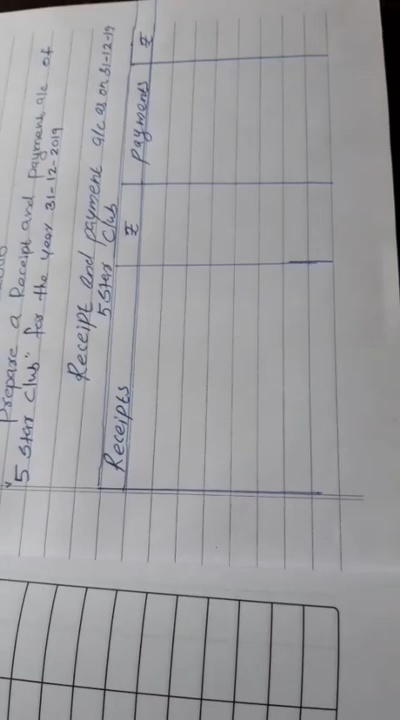 Prepare a Receipt and payment a/c of
"5 Star Club" for the year 31-12-2019
Receipt and payment a/c as on 31-12-19
5 Star Club
Receipts ₹ Payments ₹